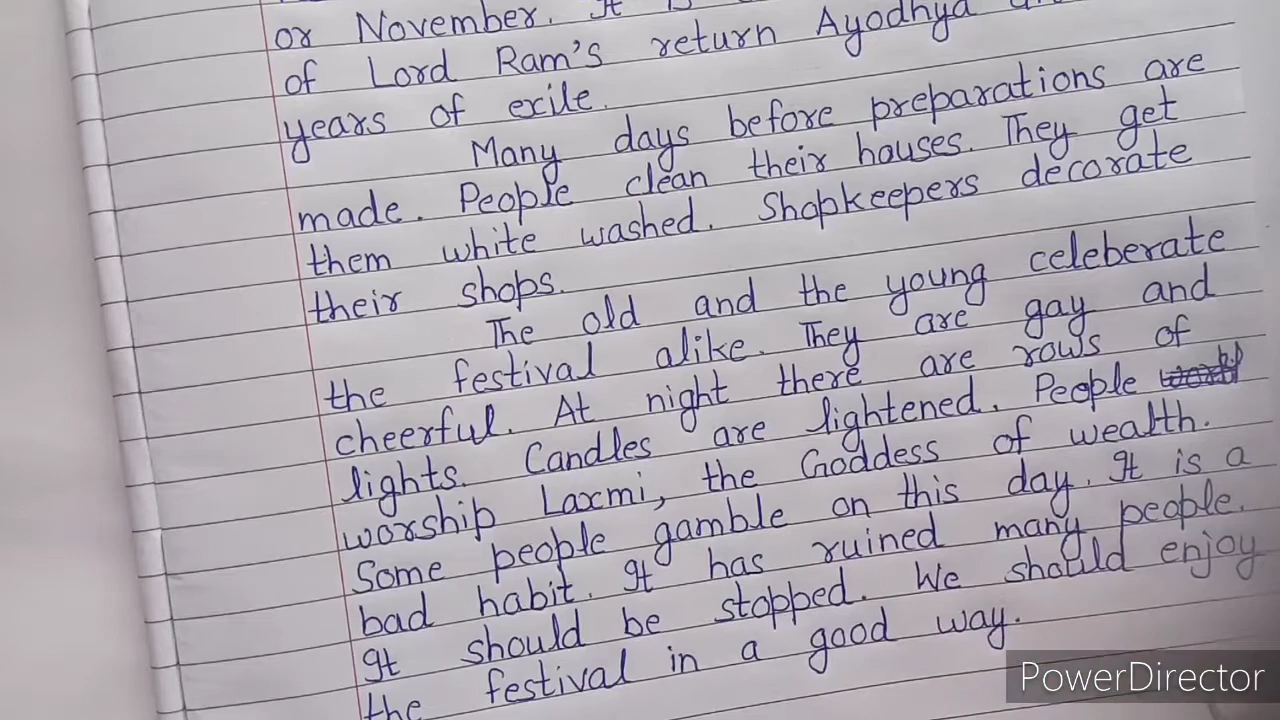 or November. It is
of Lord Ram's return Ayodhya
years of exile.
Many days before preparations are
made. People clean their houses. They get
them white washed. Shopkeepers decorate
their shops.
The old and the young celeberate
the festival alike. They are gay and
cheerful. At night there are rows of
lights. Candles are lightened. People
worship Laxmi, the Goddess of wealth.
Some people gamble on this day. It is a
bad habit. It has ruined many people.
It should be stopped. We should enjoy
the festival in a good way.
PowerDirector